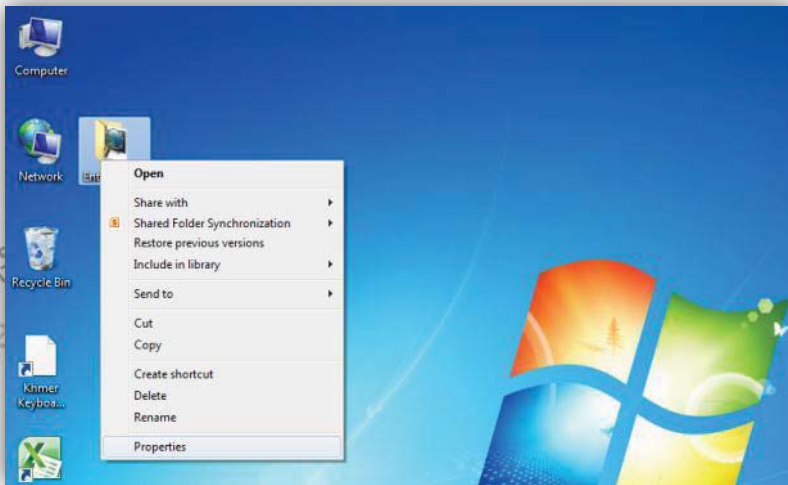 Computer
Network
Recycle Bin
Khmer
Keyboa...
Open
Share with
Shared Folder Synchronization
Restore previous versions
Include in library
Send to
Cut
Copy
Create shortcut
Delete
Rename
Properties